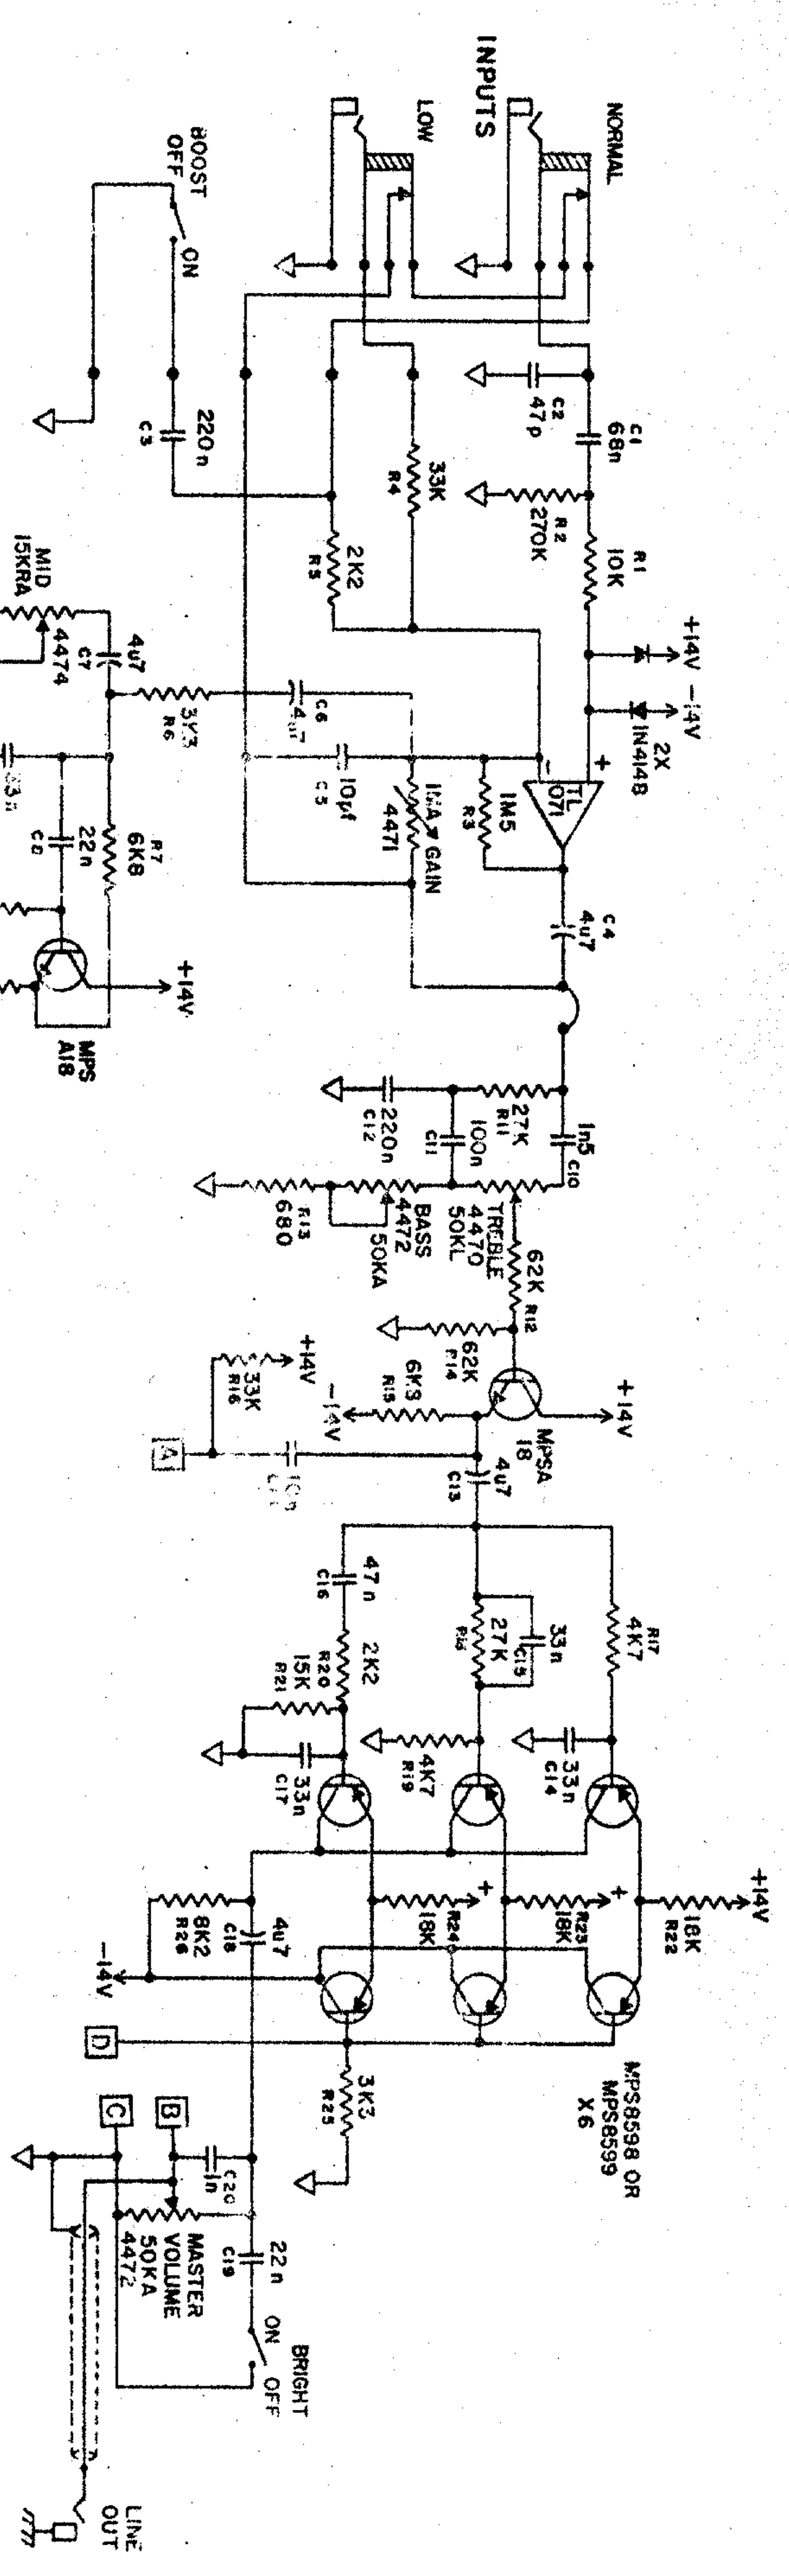 INPUTS
NORMAL
LOW
BOOST
OFF
ON
C1
68n
C2
47p
R1
10K
R2
270K
220n
C3
33K
R4
2K2
R5
+14V
-14V
2X
1N4148
+
-
TL
071
1M5
R3
C4
4u7
MID
15KRA
4474
4u7
C7
R6
C6
10pf
C5
1MA
GAIN
4471
R7
6K8
22n
+14V
MPS
A18
1n5
C10
27K
R11
100n
C11
220n
C12
TREBLE
4470
50KL
BASS
4472
50KA
R13
680
62K
R12
62K
R14
R15
+14V
-14V
MPSA
18
+14V
33K
R16
A
4u7
C13
47n
C16
2K2
R20
15K
R21
33n
C17
33n
C15
27K
4K7
R19
R17
4K7
33n
C14
+14V
18K
R22
+
18K
R23
+
18K
R24
8K2
R26
4u7
C18
-14V
D
3K3
R25
MPS8598 OR
MPS8599
X6
C
B
C20
1n
MASTER
VOLUME
50KA
4472
22n
C19
BRIGHT
ON
OFF
LINE
OUT